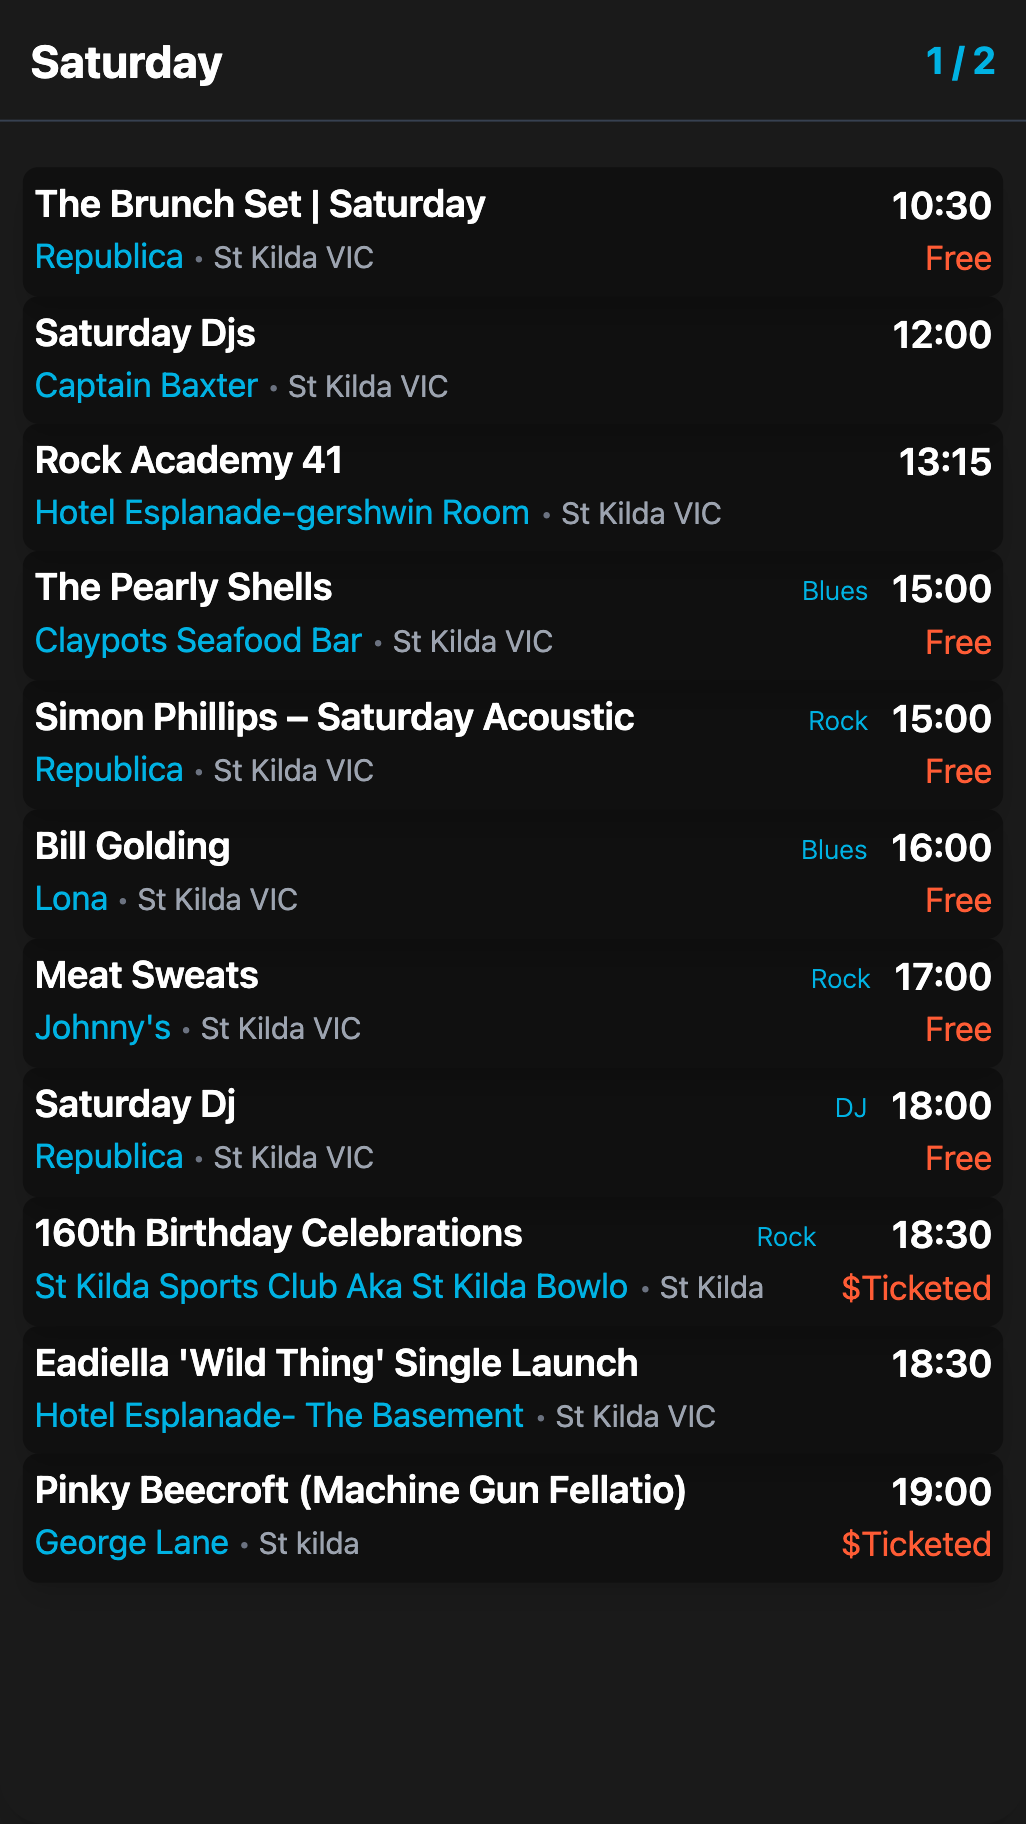 Saturday 1 / 2
The Brunch Set | Saturday 10:30
Republica • St Kilda VIC Free
Saturday Djs 12:00
Captain Baxter • St Kilda VIC
Rock Academy 41 13:15
Hotel Esplanade-gershwin Room • St Kilda VIC
The Pearly Shells Blues 15:00
Claypots Seafood Bar • St Kilda VIC Free
Simon Phillips – Saturday Acoustic Rock 15:00
Republica • St Kilda VIC Free
Bill Golding Blues 16:00
Lona • St Kilda VIC Free
Meat Sweats Rock 17:00
Johnny's • St Kilda VIC Free
Saturday Dj DJ 18:00
Republica • St Kilda VIC Free
160th Birthday Celebrations Rock 18:30
St Kilda Sports Club Aka St Kilda Bowlo • St Kilda $Ticketed
Eadiella 'Wild Thing' Single Launch 18:30
Hotel Esplanade- The Basement • St Kilda VIC
Pinky Beecroft (Machine Gun Fellatio) 19:00
George Lane • St kilda $Ticketed